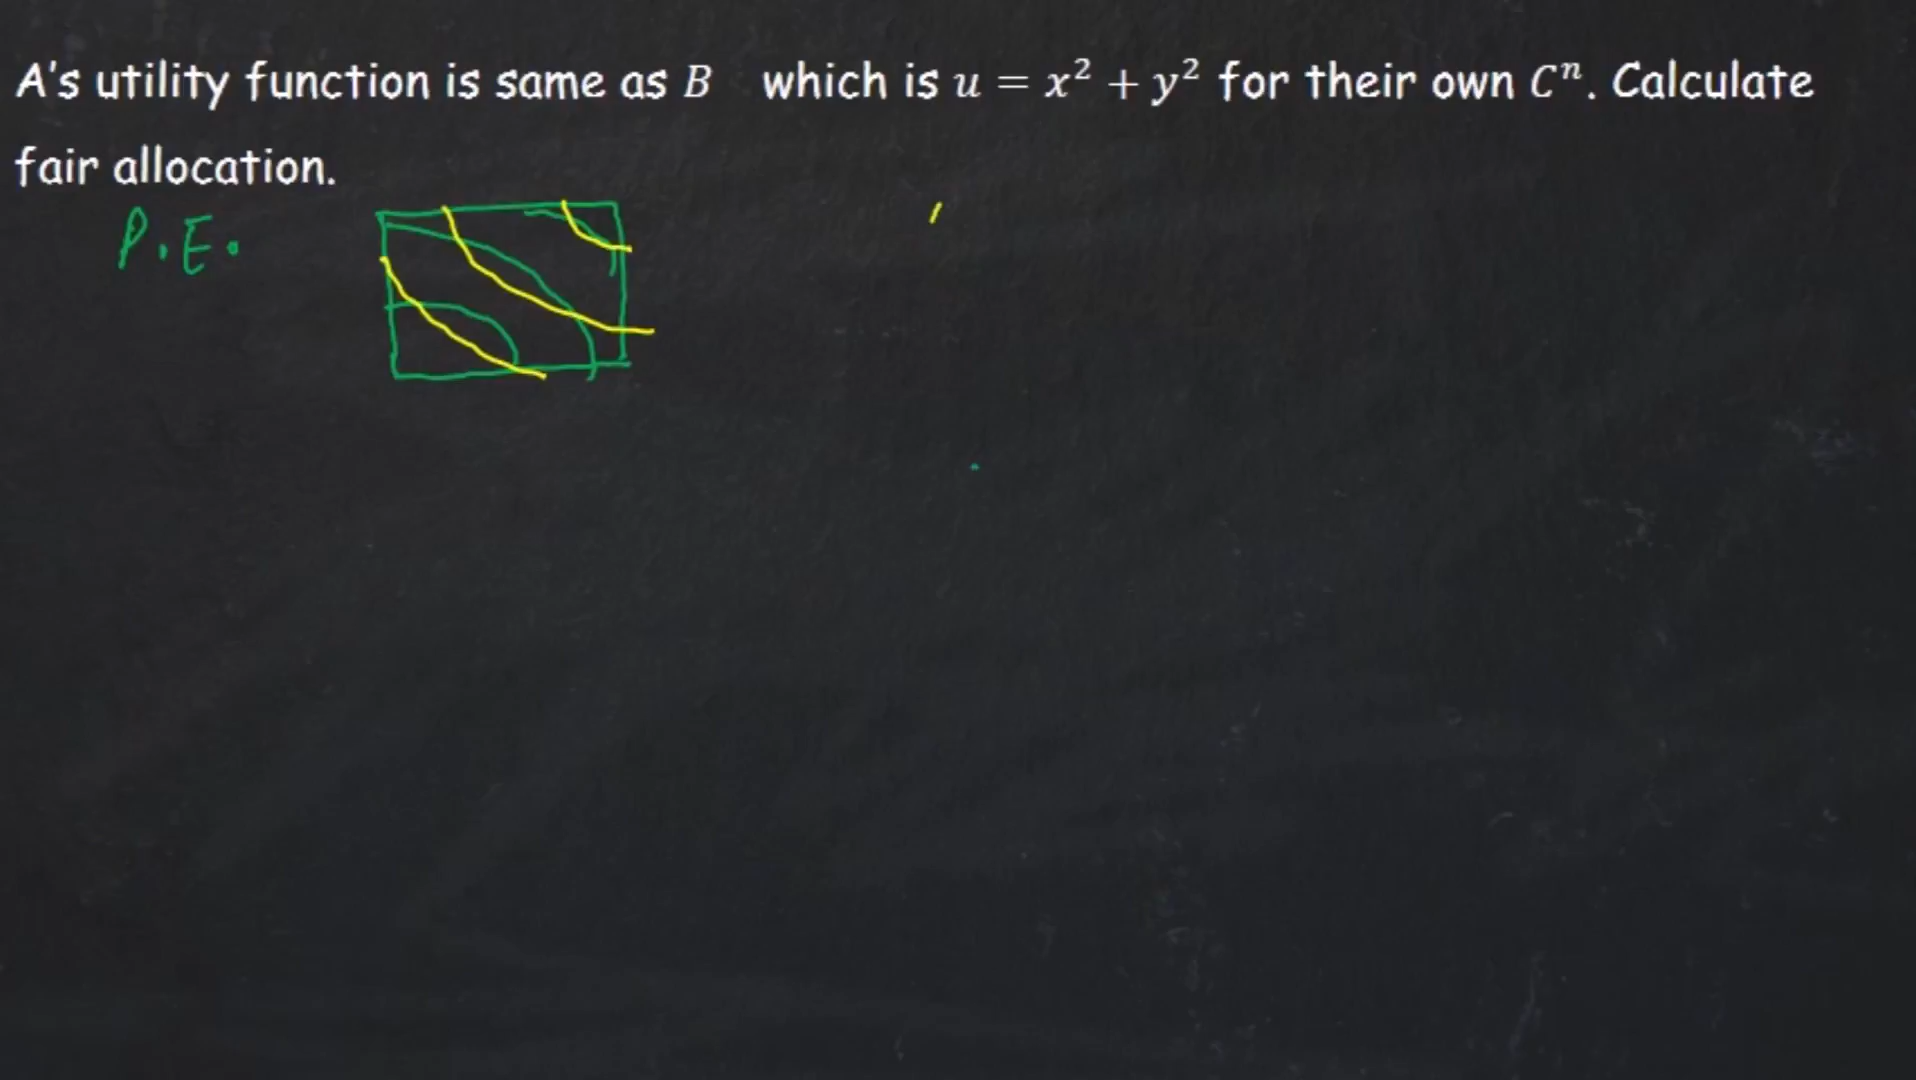 A's utility function is same as B which is u = x² + y² for their own Cⁿ. Calculate
fair allocation.
P.E.